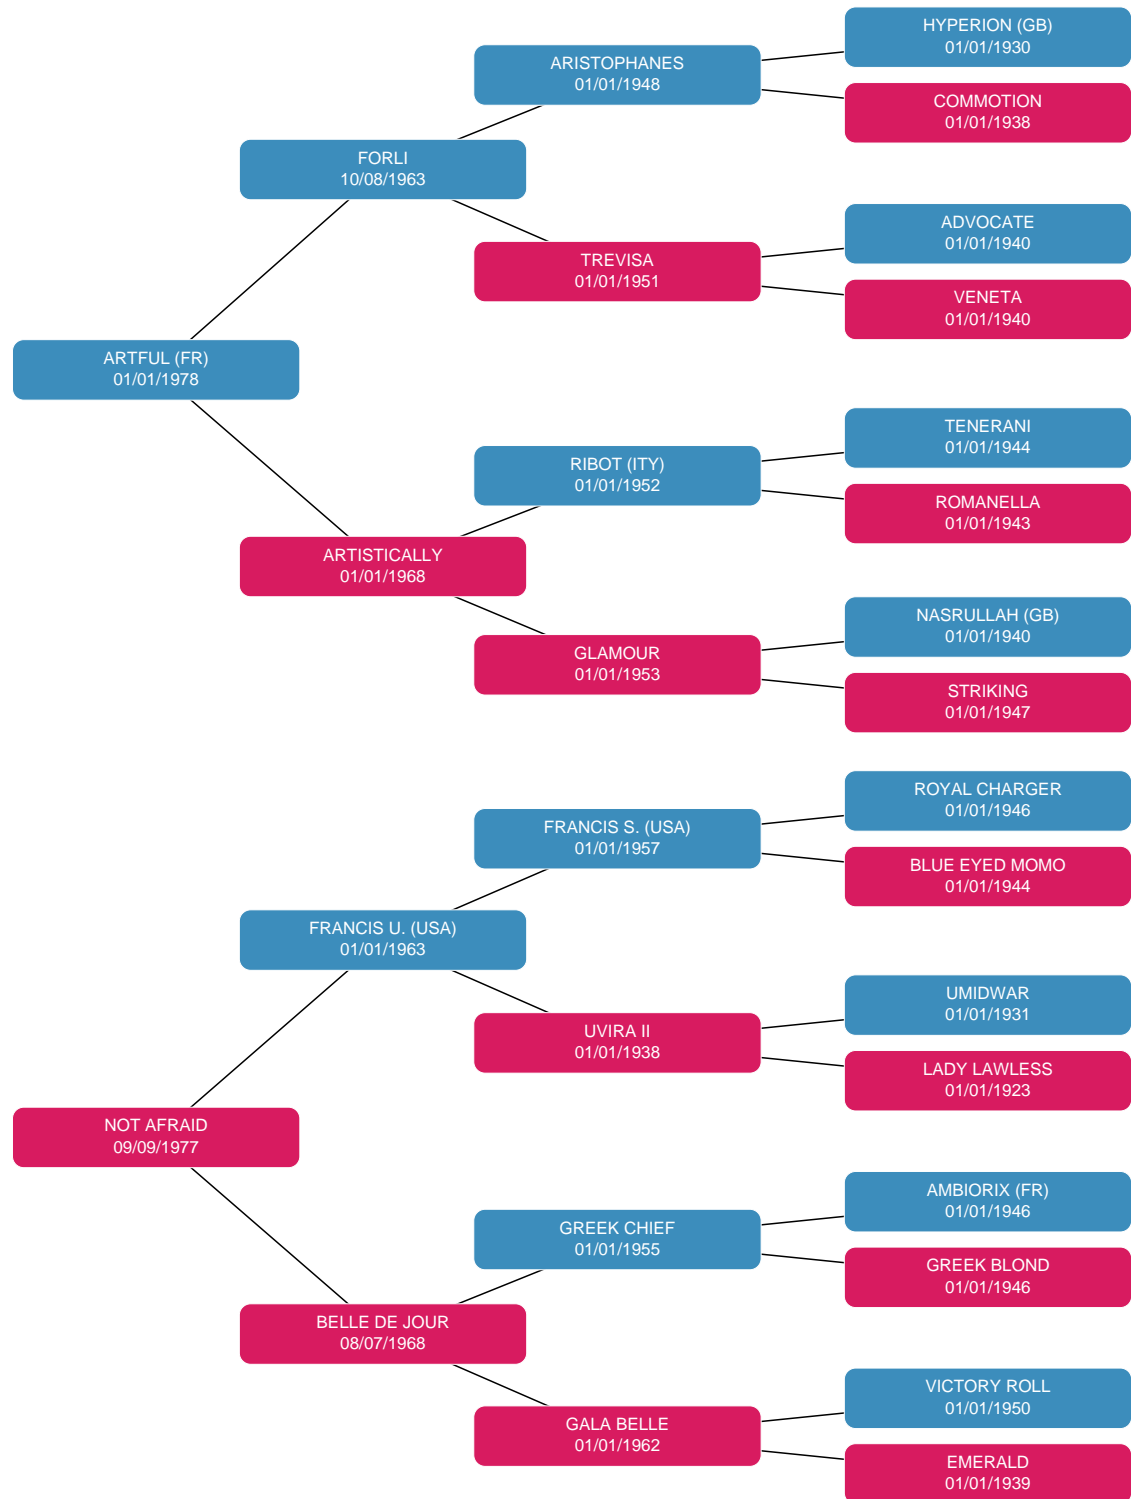 HYPERION (GB)
01/01/1930
ARISTOPHANES
01/01/1948
COMMOTION
01/01/1938
FORLI
10/08/1963
ADVOCATE
01/01/1940
TREVISA
01/01/1951
VENETA
01/01/1940
ARTFUL (FR)
01/01/1978
TENERANI
01/01/1944
RIBOT (ITY)
01/01/1952
ROMANELLA
01/01/1943
ARTISTICALLY
01/01/1968
NASRULLAH (GB)
01/01/1940
GLAMOUR
01/01/1953
STRIKING
01/01/1947
ROYAL CHARGER
01/01/1946
FRANCIS S. (USA)
01/01/1957
BLUE EYED MOMO
01/01/1944
FRANCIS U. (USA)
01/01/1963
UMIDWAR
01/01/1931
UVIRA II
01/01/1938
LADY LAWLESS
01/01/1923
NOT AFRAID
09/09/1977
AMBIORIX (FR)
01/01/1946
GREEK CHIEF
01/01/1955
GREEK BLOND
01/01/1946
BELLE DE JOUR
08/07/1968
VICTORY ROLL
01/01/1950
GALA BELLE
01/01/1962
EMERALD
01/01/1939